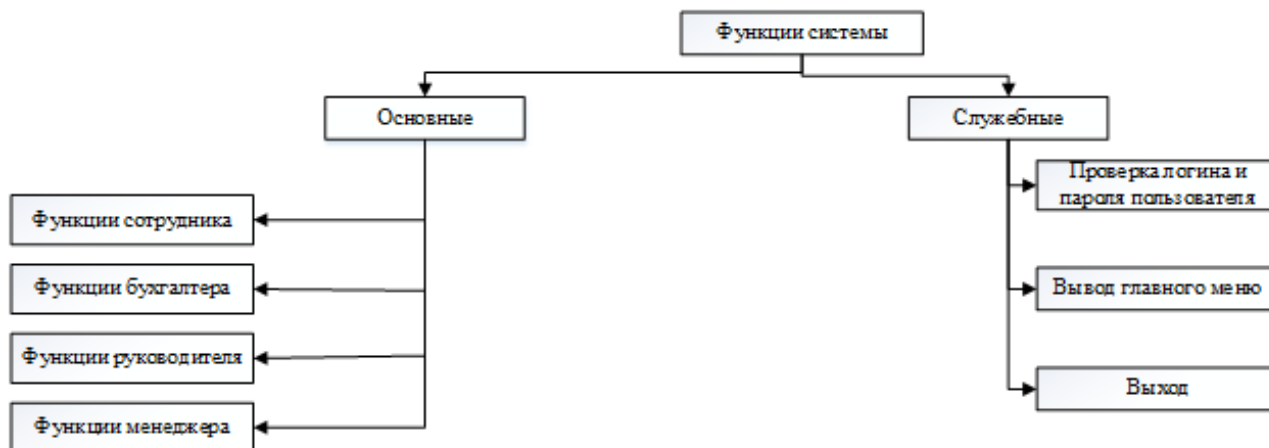 Функции системы
Основные
Служебные
Функции сотрудника
Функции бухгалтера
Функции руководителя
Функции менеджера
Проверка логина и
пароля пользователя
Вывод главного меню
Выход